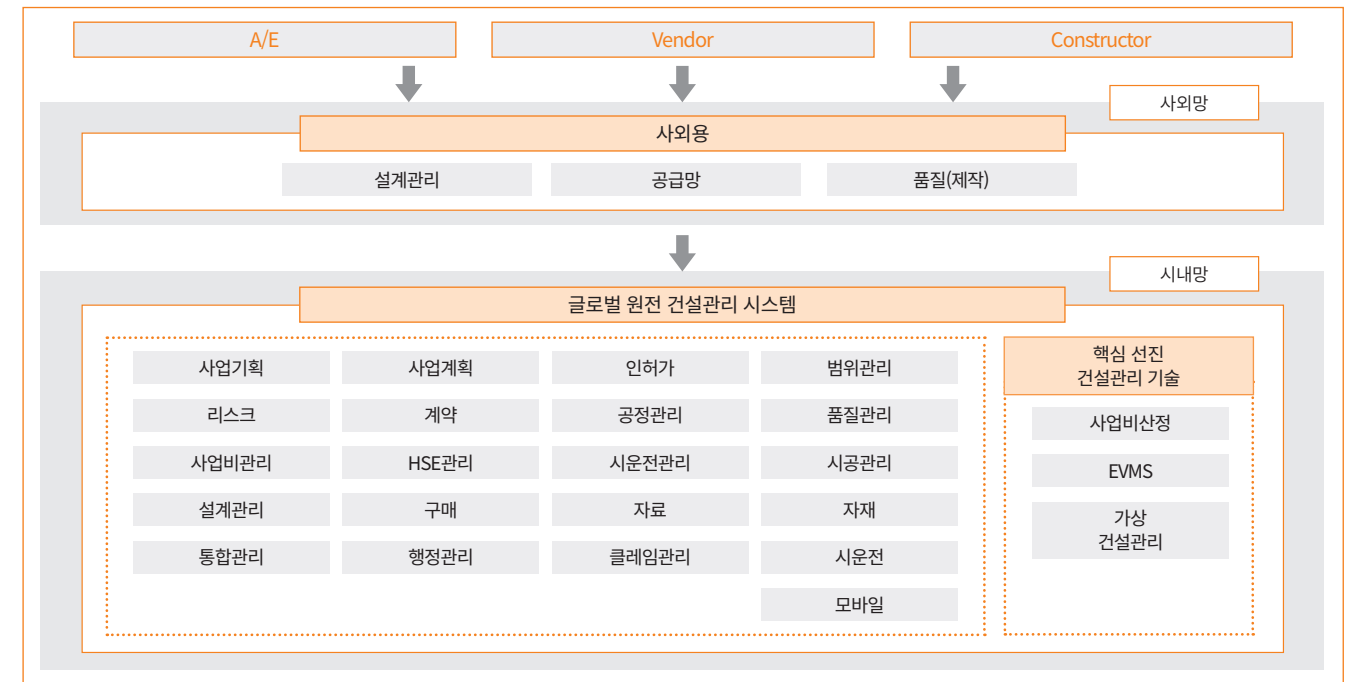 A/E
Vendor
Constructor
사외망
사외용
설계관리
공급망
품질(제작)
시내망
글로벌 원전 건설관리 시스템
사업기획
사업계획
인허가
범위관리
리스크
계약
공정관리
품질관리
사업비관리
HSE관리
시운전관리
시공관리
설계관리
구매
자료
자재
통합관리
행정관리
클레임관리
시운전
모바일
핵심 선진
건설관리 기술
사업비산정
EVMS
가상
건설관리